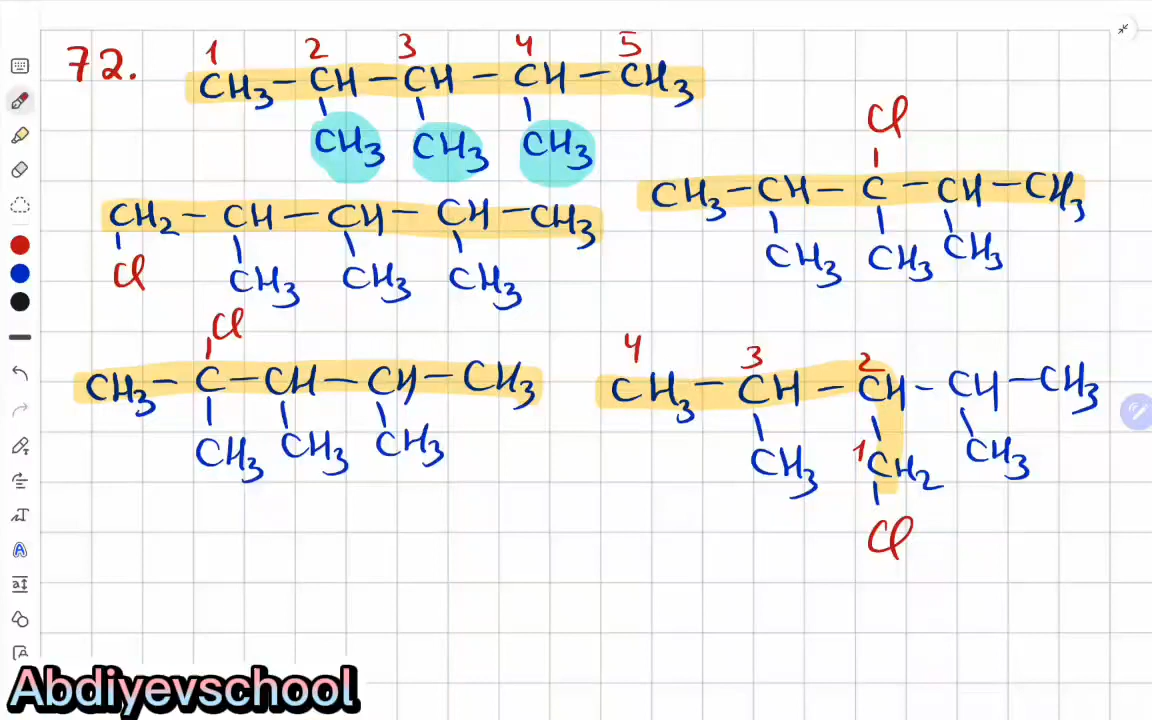 72.
1 2 3 4 5
CH3 – CH – CH – CH – CH3
CH3 CH3 CH3
CH2 – CH – CH – CH – CH3
Cl CH3 CH3 CH3
Cl
CH3 – CH – C – CH – CH3
CH3 CH3 CH3
Cl
CH3 – C – CH – CH – CH3
CH3 CH3 CH3
4 3 2
CH3 – CH – CH – CH – CH3
CH3 1 CH2 CH3
Cl
Abdiyevschool